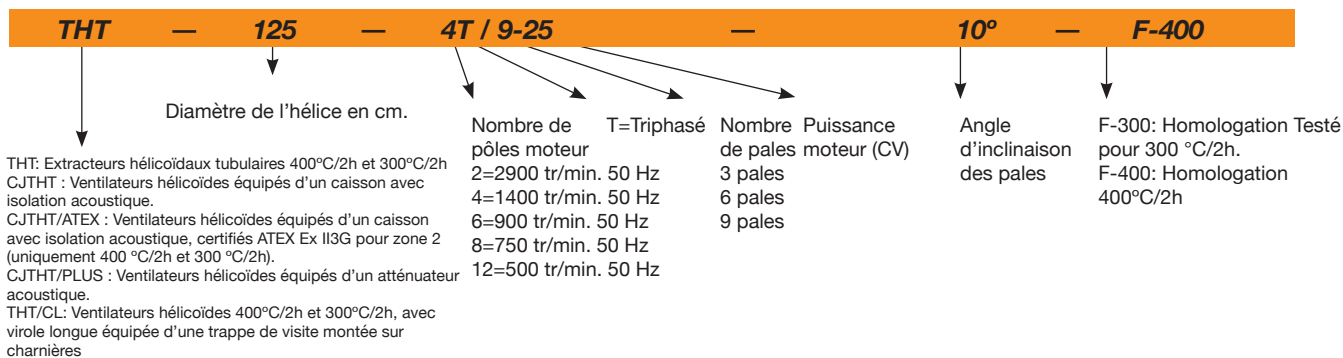 THT — 125 — 4T / 9-25 — 10º — F-400
Diamètre de l’hélice en cm.
THT: Extracteurs hélicoïdaux tubulaires 400ºC/2h et 300ºC/2h
CJTHT : Ventilateurs hélicoïdes équipés d’un caisson avec
isolation acoustique.
CJTHT/ATEX : Ventilateurs hélicoïdes équipés d’un caisson
avec isolation acoustique, certifiés ATEX Ex II3G pour zone 2
(uniquement 400 ºC/2h et 300 ºC/2h).
CJTHT/PLUS : Ventilateurs hélicoïdes équipés d’un atténuateur
acoustique.
THT/CL: Ventilateurs hélicoïdes 400ºC/2h et 300ºC/2h, avec
virole longue équipée d’une trappe de visite montée sur
charnières
Nombre de
pôles moteur
2=2900 tr/min. 50 Hz
4=1400 tr/min. 50 Hz
6=900 tr/min. 50 Hz
8=750 tr/min. 50 Hz
12=500 tr/min. 50 Hz
T=Triphasé
Nombre
de pales
3 pales
6 pales
9 pales
Puissance
moteur (CV)
Angle
d’inclinaison
des pales
F-300: Homologation Testé
pour 300 °C/2h.
F-400: Homologation
400ºC/2h